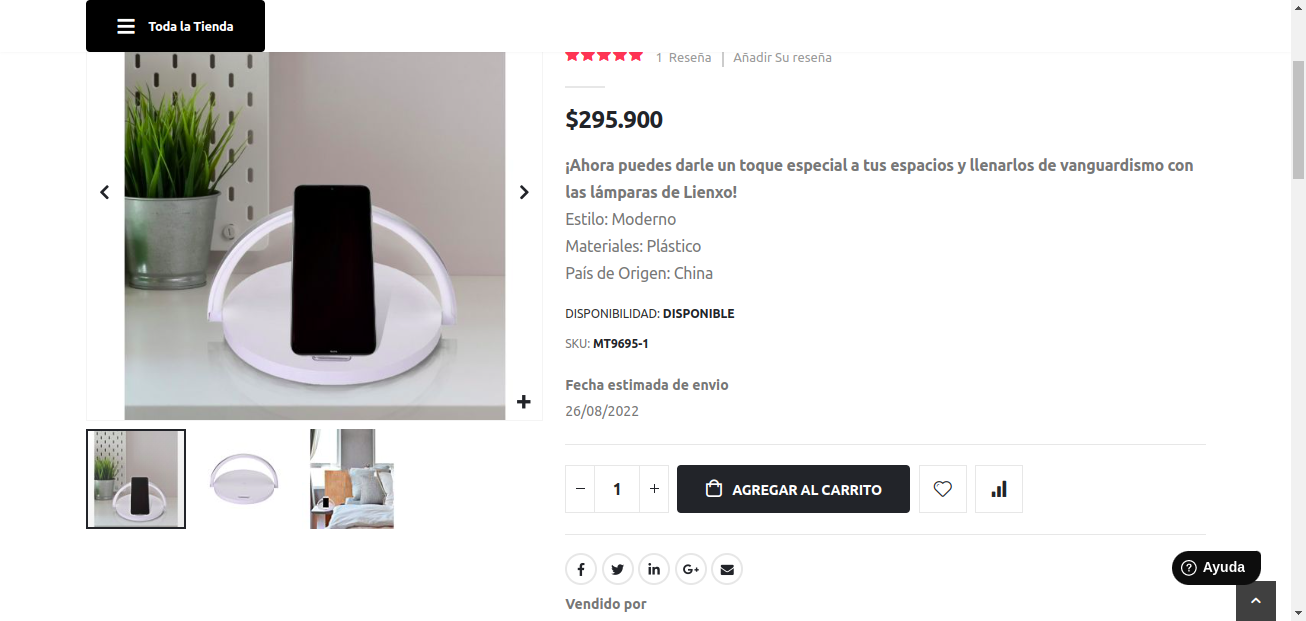 Toda la Tienda
1 Reseña | Añadir Su reseña
$295.900
¡Ahora puedes darle un toque especial a tus espacios y llenarlos de vanguardismo con
las lámparas de Lienxo!
Estilo: Moderno
Materiales: Plástico
País de Origen: China
DISPONIBILIDAD: DISPONIBLE
SKU: MT9695-1
Fecha estimada de envio
26/08/2022
1
AGREGAR AL CARRITO
Ayuda
Vendido por